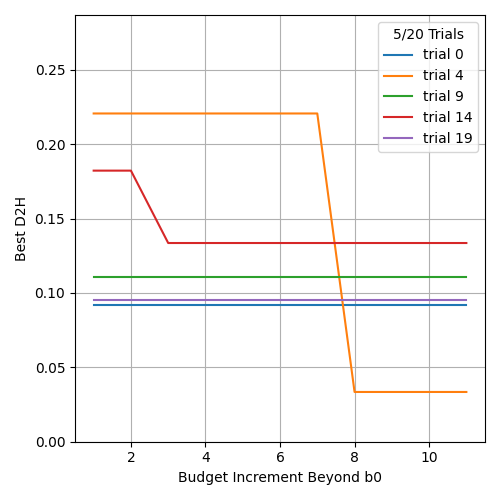 5/20 Trials
trial 0
trial 4
trial 9
trial 14
trial 19
Best D2H
0.25
0.20
0.15
0.10
0.05
0.00
2 4 6 8 10
Budget Increment Beyond b0